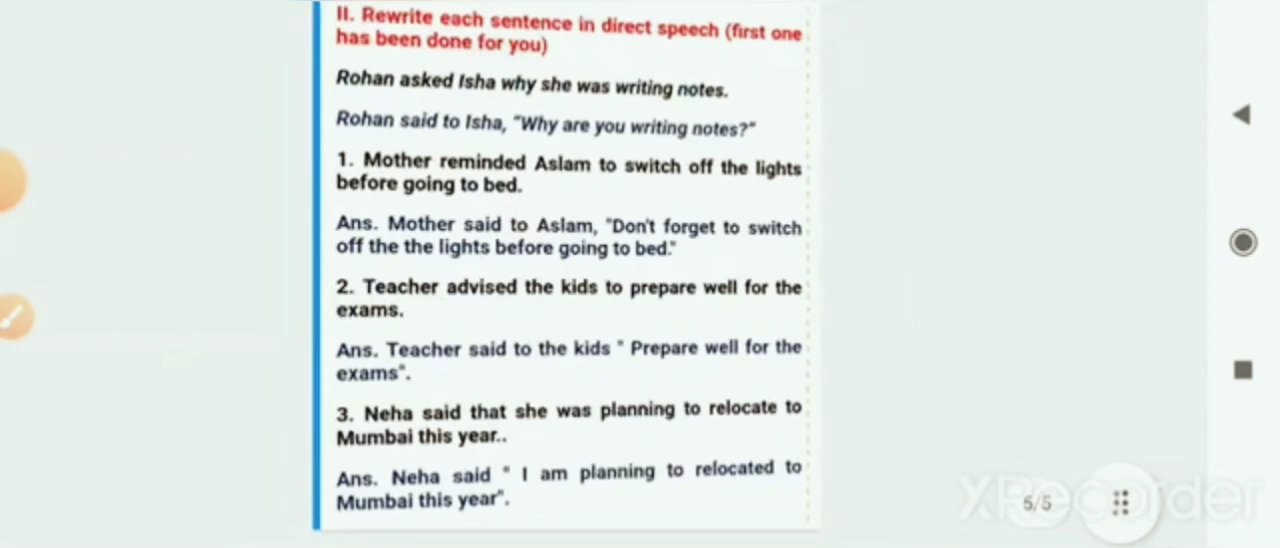 II. Rewrite each sentence in direct speech (first one
has been done for you)
Rohan asked Isha why she was writing notes.
Rohan said to Isha, "Why are you writing notes?"
1. Mother reminded Aslam to switch off the lights
before going to bed.
Ans. Mother said to Aslam, "Don't forget to switch
off the the lights before going to bed."
2. Teacher advised the kids to prepare well for the
exams.
Ans. Teacher said to the kids " Prepare well for the
exams".
3. Neha said that she was planning to relocate to
Mumbai this year..
Ans. Neha said " I am planning to relocated to
Mumbai this year".
5/5
XRecorder